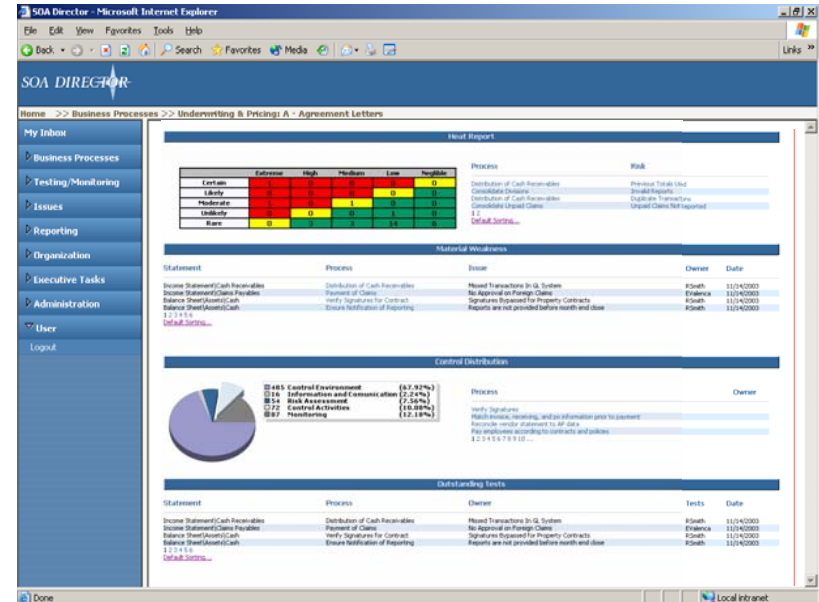 SOA Director - Microsoft Internet Explorer
File Edit View Favorites Tools Help
Back Search Favorites Media Links »
SOA DIRECTOR
Home >> Business Processes >> Underwriting & Pricing: A - Agreement Letters
My Inbox
Business Processes
Testing/Monitoring
Issues
Reporting
Organization
Executive Tasks
Administration
User
Logout
Heat Report
Extreme High Medium Low Neglible
Certain
Likely
Moderate
Unlikely
Rare
Process Risk
Distribution of Cash Receivables Previous Totals Used
Consolidate Divisions Invalid Reports
Distribution of Cash Receivables Duplicate Transactions
Consolidate Unpaid Claims Unpaid Claims Not reported
1 2
Default Sorting...
Material Weakness
Statement Process Issue Owner Date
Income Statement|Cash Receivables Distribution of Cash Receivables Missed Transactions In GL System RSmith 11/14/2003
Income Statement|Claims Payables Payment of Claims No Approval on Foreign Claims EValenca 11/14/2003
Balance Sheet|Assets|Cash Verify Signatures for Contract Signatures Bypassed for Property Contracts RSmith 11/14/2003
Balance Sheet|Assets|Cash Ensure Notification of Reporting Reports are not provided before month end close RSmith 11/14/2003
1 2 3 4 5 6
Default Sorting...
Control Distribution
485 Control Environment (67.92%)
16 Information and Comunication (2.24%)
54 Risk Assessment (7.56%)
72 Control Activities (10.08%)
87 Monitoring (12.18%)
Process Owner
Verify Signatures
Match invoice, receiving, and po information prior to payment
Reconcile vendor statement to AP data
Pay employees according to contracts and policies
1 2 3 4 5 6 7 8 9 10 ...
Outstanding Tests
Statement Process Owner Tests Date
Income Statement|Cash Receivables Distribution of Cash Receivables Missed Transactions In GL System RSmith 11/14/2003
Income Statement|Claims Payables Payment of Claims No Approval on Foreign Claims EValenca 11/14/2003
Balance Sheet|Assets|Cash Verify Signatures for Contract Signatures Bypassed for Property Contracts RSmith 11/14/2003
Balance Sheet|Assets|Cash Ensure Notification of Reporting Reports are not provided before month end close RSmith 11/14/2003
1 2 3 4 5 6
Default Sorting...
Done Local intranet